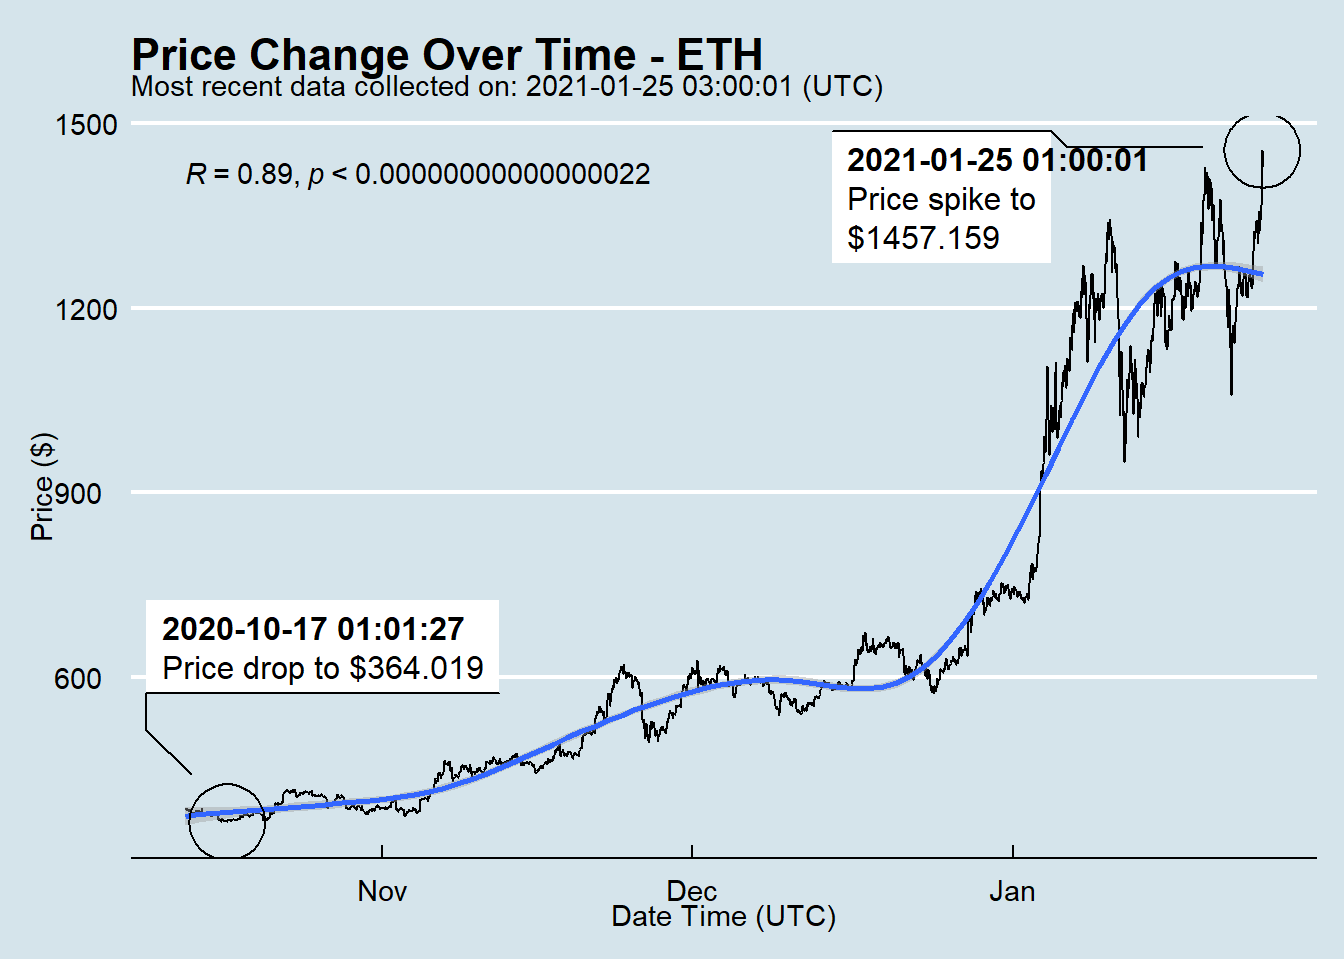 Price Change Over Time - ETH
Most recent data collected on: 2021-01-25 03:00:01 (UTC)
1500
R = 0.89, p < 0.00000000000000022
2021-01-25 01:00:01
Price spike to
$1457.159
1200
900
Price ($)
2020-10-17 01:01:27
Price drop to $364.019
600
Nov
Dec
Jan
Date Time (UTC)